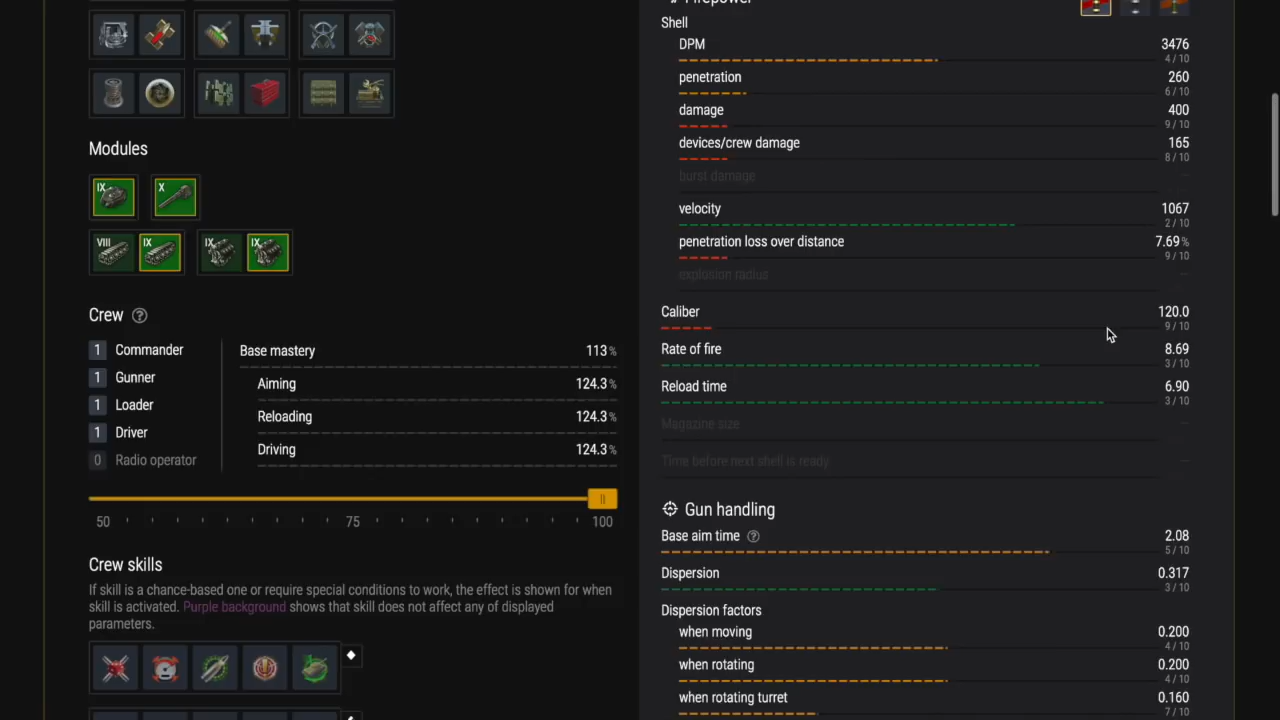 Modules
IX
X
VIII
IX
IX
IX
Crew
1 Commander
1 Gunner
1 Loader
1 Driver
0 Radio operator
Base mastery 113%
Aiming 124.3%
Reloading 124.3%
Driving 124.3%
50 75 100
Crew skills
If skill is a chance-based one or require special conditions to work, the effect is shown for when
skill is activated. Purple background shows that skill does not affect any of displayed
parameters.
Firepower
Shell
DPM 3476
4/10
penetration 260
6/10
damage 400
9/10
devices/crew damage 165
8/10
burst damage —
velocity 1067
2/10
penetration loss over distance 7.69%
9/10
explosion radius —
Caliber 120.0
9/10
Rate of fire 8.69
3/10
Reload time 6.90
3/10
Magazine size —
Time before next shell is ready —
Gun handling
Base aim time 2.08
5/10
Dispersion 0.317
3/10
Dispersion factors
when moving 0.200
4/10
when rotating 0.200
4/10
when rotating turret 0.160
7/10